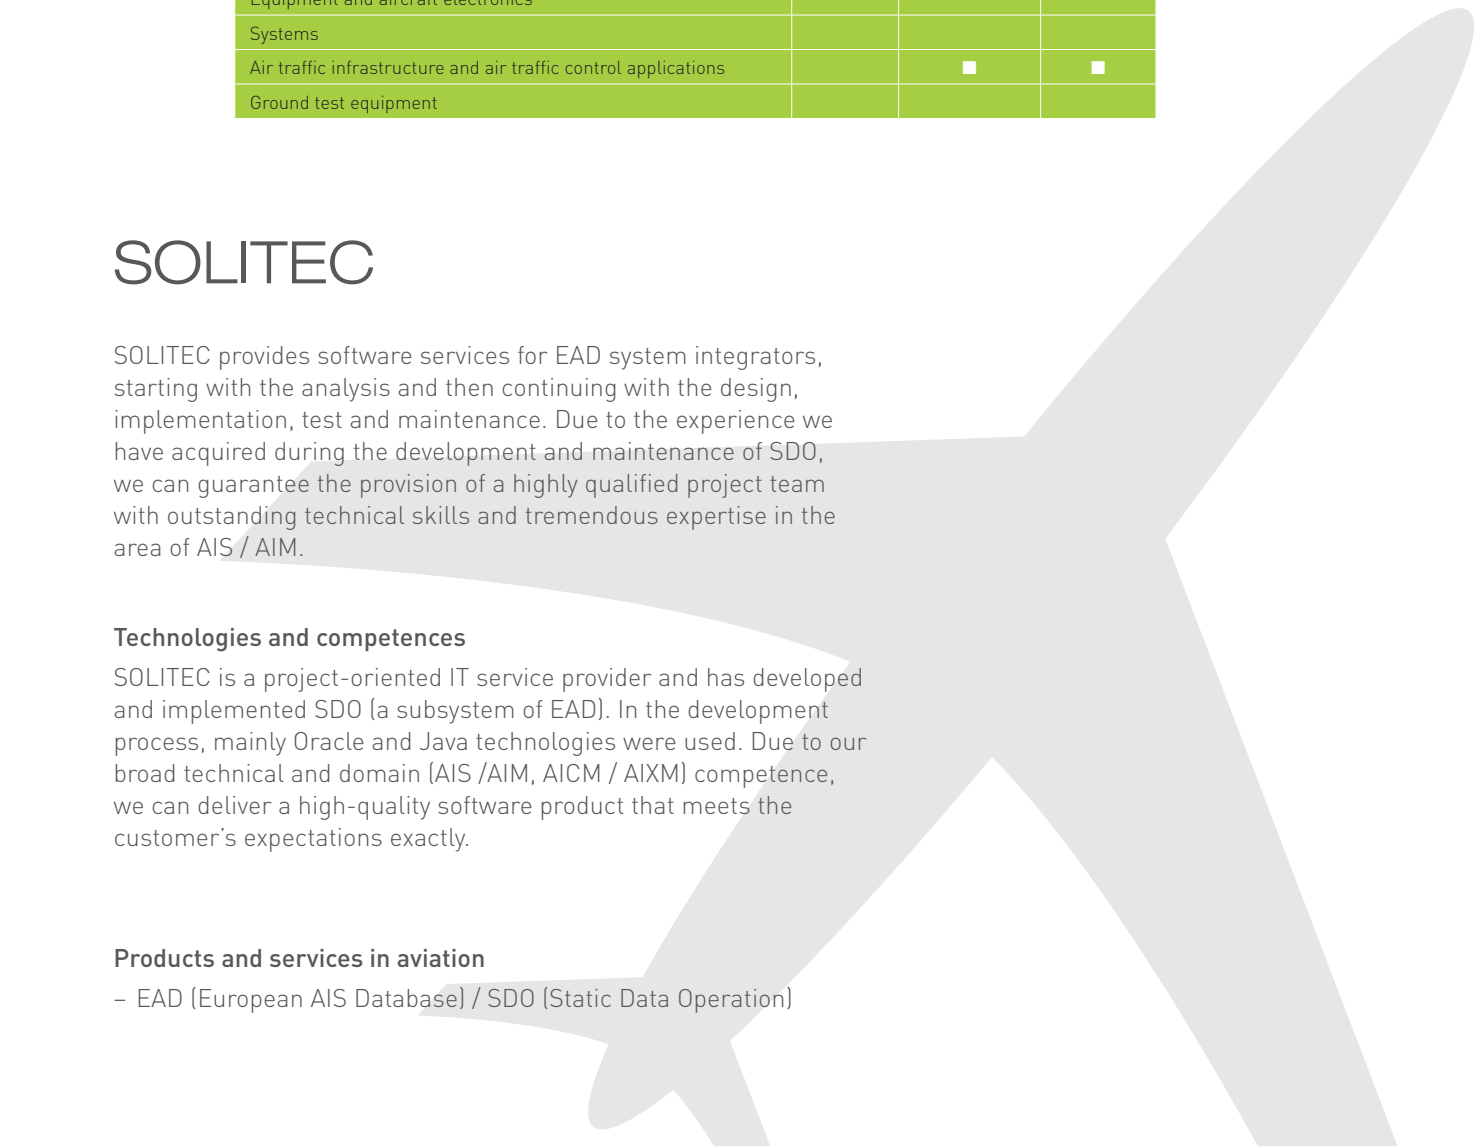 Equipment and aircraft electronics
Systems
Air traffic infrastructure and air traffic control applications ■ ■
Ground test equipment
SOLITEC
SOLITEC provides software services for EAD system integrators,
starting with the analysis and then continuing with the design,
implementation, test and maintenance. Due to the experience we
have acquired during the development and maintenance of SDO,
we can guarantee the provision of a highly qualified project team
with outstanding technical skills and tremendous expertise in the
area of AIS / AIM.
Technologies and competences
SOLITEC is a project-oriented IT service provider and has developed
and implemented SDO (a subsystem of EAD). In the development
process, mainly Oracle and Java technologies were used. Due to our
broad technical and domain (AIS /AIM, AICM / AIXM) competence,
we can deliver a high-quality software product that meets the
customer's expectations exactly.
Products and services in aviation
– EAD (European AIS Database) / SDO (Static Data Operation)